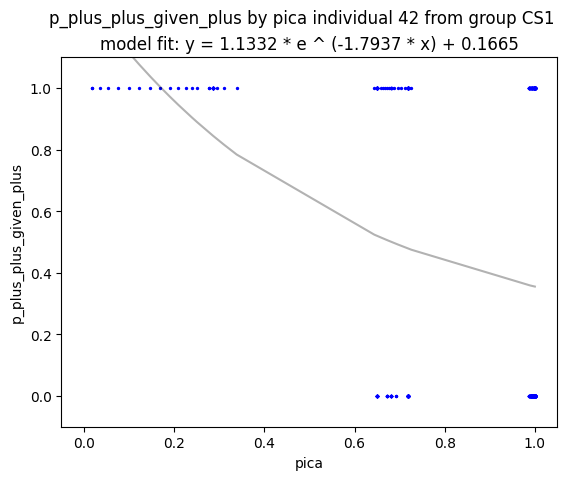 p_plus_plus_given_plus by pica individual 42 from group CS1
model fit: y = 1.1332 * e ^ (-1.7937 * x) + 0.1665
1.0
0.8
0.6
0.4
0.2
0.0
p_plus_plus_given_plus
0.0 0.2 0.4 0.6 0.8 1.0
pica